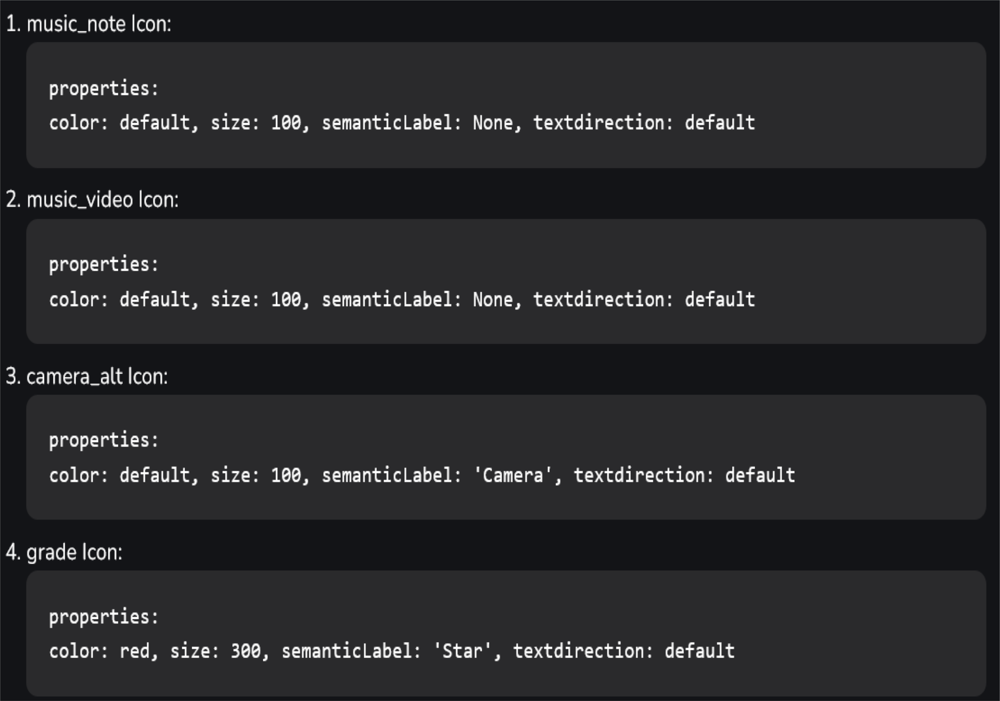 1. music_note Icon:
properties:
color: default, size: 100, semanticLabel: None, textdirection: default
2. music_video Icon:
properties:
color: default, size: 100, semanticLabel: None, textdirection: default
3. camera_alt Icon:
properties:
color: default, size: 100, semanticLabel: 'Camera', textdirection: default
4. grade Icon:
properties:
color: red, size: 300, semanticLabel: 'Star', textdirection: default